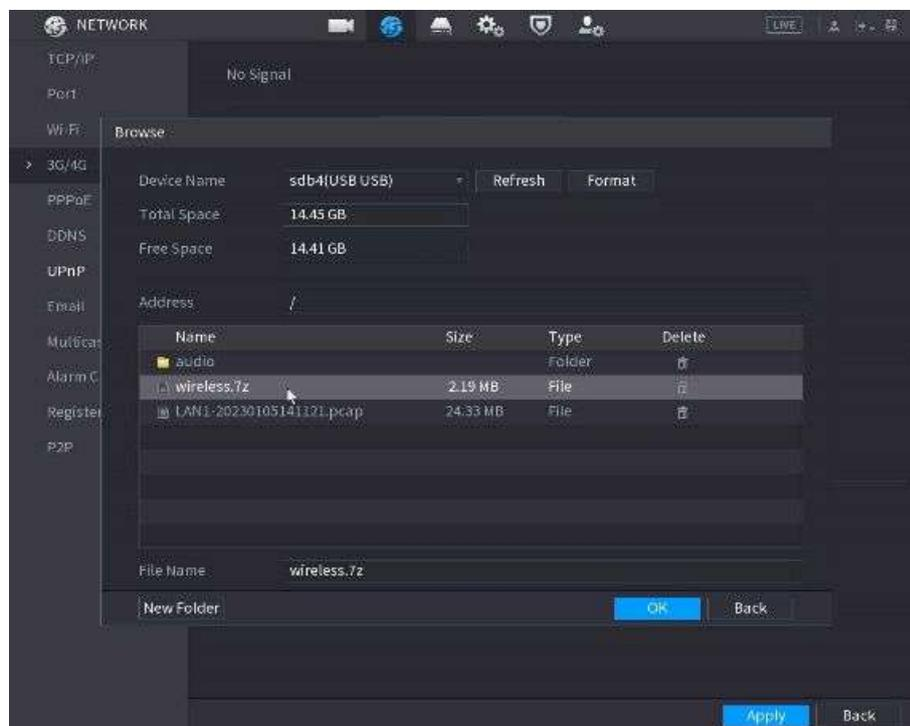 NETWORK
LIVE
TCP/IP
No Signal
Port
Wi-Fi
Browse
3G/4G
Device Name sdb4(USB USB) Refresh Format
PPPoE
Total Space 14.45 GB
DDNS
Free Space 14.41 GB
UPnP
Email
Address /
Multicas
Name Size Type Delete
audio Folder
Alarm C
wireless.7z 2.19 MB File
Register
LAN1-20230105141121.pcap 24.33 MB File
P2P
File Name wireless.7z
New Folder OK Back
Apply Back